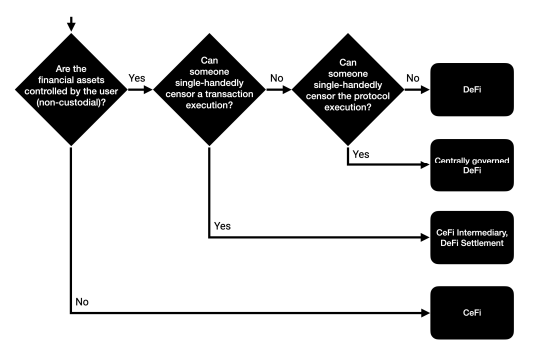 Are the
financial assets
controlled by the user
(non-custodial)?
Yes
Can
someone
single-handedly
censor a transaction
execution?
No
Can
someone
single-handedly
censor the protocol
execution?
No
DeFi
Yes
Centrally governed
DeFi
Yes
CeFi Intermediary,
DeFi Settlement
No
CeFi